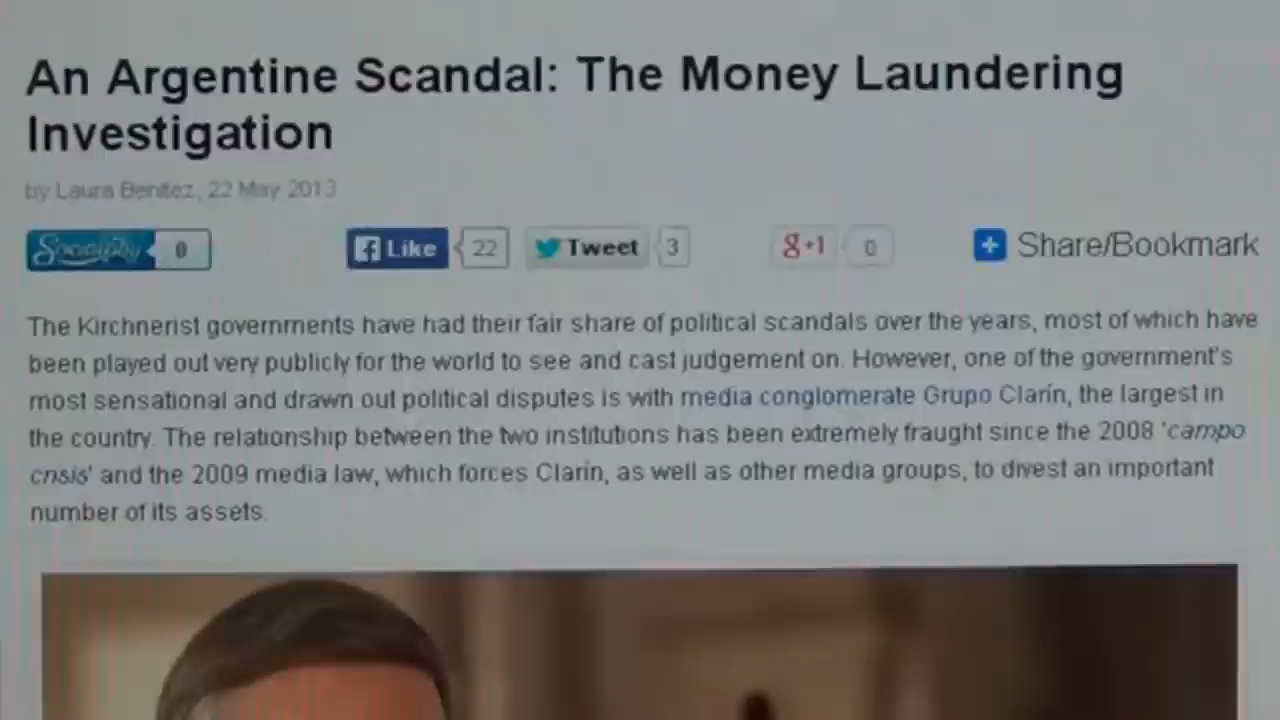 An Argentine Scandal: The Money Laundering
Investigation
by Laura Benitez, 22 May 2013
0 Like 22 Tweet 3 g+1 0 Share/Bookmark
The Kirchnerist governments have had their fair share of political scandals over the years, most of which have
been played out very publicly for the world to see and cast judgement on. However, one of the government's
most sensational and drawn out political disputes is with media conglomerate Grupo Clarín, the largest in
the country. The relationship between the two institutions has been extremely fraught since the 2008 'campo
crisis' and the 2009 media law, which forces Clarín, as well as other media groups, to divest an important
number of its assets.